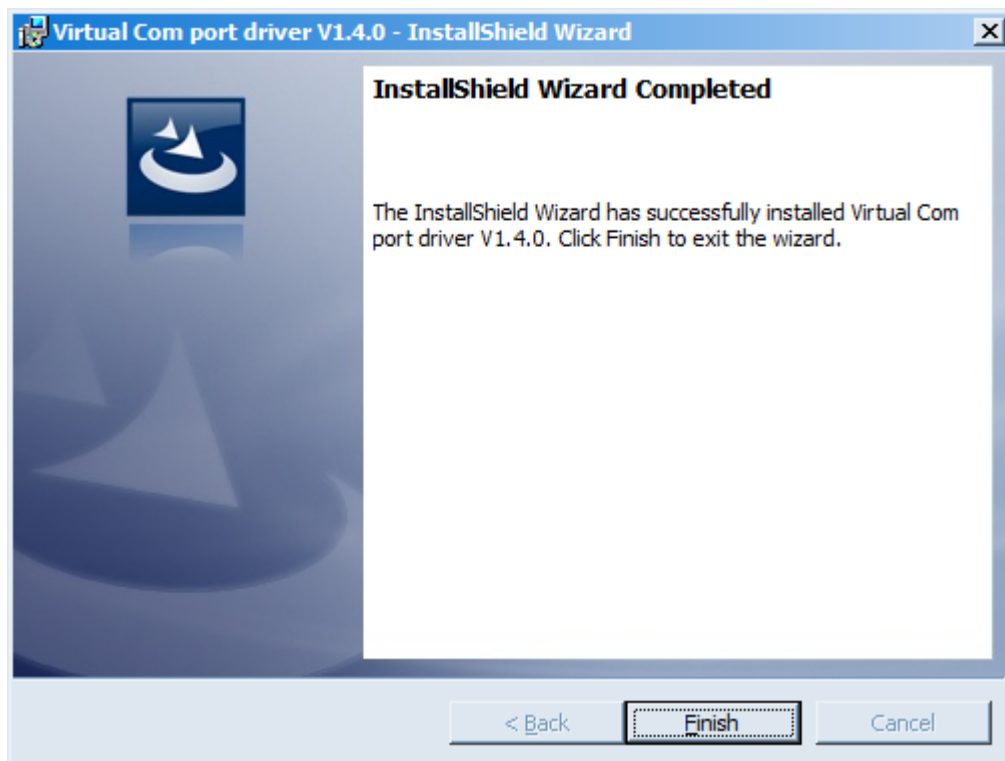 Virtual Com port driver V1.4.0 - InstallShield Wizard
InstallShield Wizard Completed
The InstallShield Wizard has successfully installed Virtual Com
port driver V1.4.0. Click Finish to exit the wizard.
< Back
Finish
Cancel